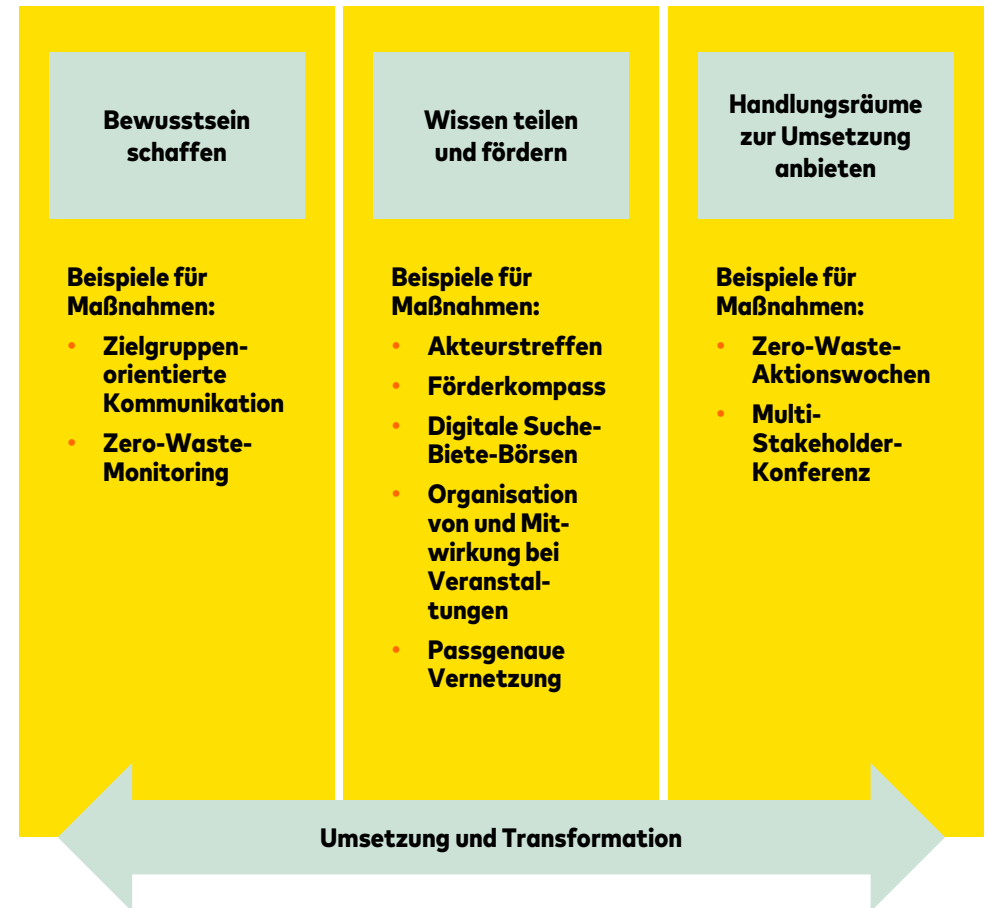 Bewusstsein
schaffen
Beispiele für
Maßnahmen:
• Zielgruppen-
orientierte
Kommunikation
• Zero-Waste-
Monitoring
Wissen teilen
und fördern
Beispiele für
Maßnahmen:
• Akteurstreffen
• Förderkompass
• Digitale Suche-
Biete-Börsen
• Organisation
von und Mit-
wirkung bei
Veranstal-
tungen
• Passgenaue
Vernetzung
Handlungsräume
zur Umsetzung
anbieten
Beispiele für
Maßnahmen:
• Zero-Waste-
Aktionswochen
• Multi-
Stakeholder-
Konferenz
Umsetzung und Transformation